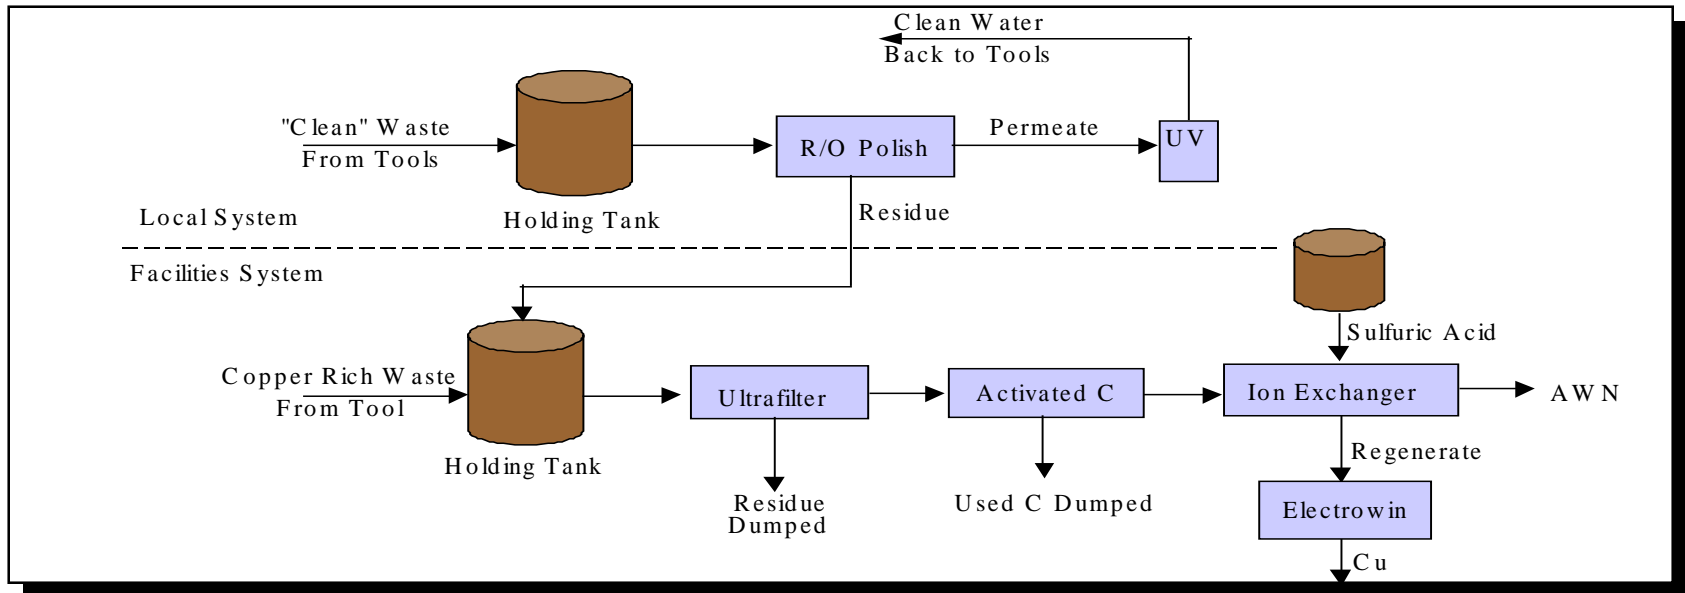 Clean Water
Back to Tools
"Clean" Waste
From Tools
R/O Polish
Permeate
UV
Holding Tank
Residue
Local System
Facilities System
Sulfuric Acid
Copper Rich Waste
From Tool
Holding Tank
Ultrafilter
Activated C
Ion Exchanger
AWN
Regenerate
Residue
Dumped
Used C Dumped
Electrowin
Cu